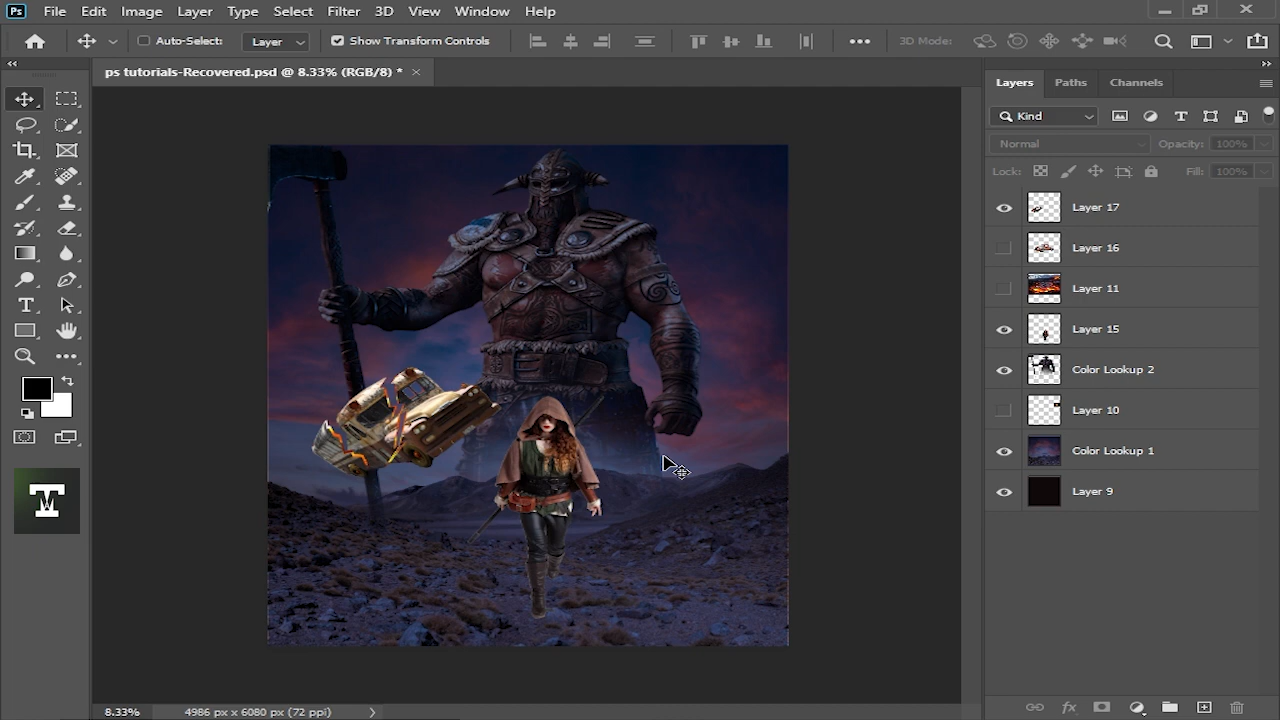 Ps File Edit Image Layer Type Select Filter 3D View Window Help
Auto-Select: Layer Show Transform Controls 3D Mode:
ps tutorials-Recovered.psd @ 8.33% (RGB/8) *
Layers Paths Channels
Kind
Normal Opacity: 100%
Lock: Fill: 100%
Layer 17
Layer 16
Layer 11
Layer 15
Color Lookup 2
Layer 10
Color Lookup 1
Layer 9
8.33% 4986 px x 6080 px (72 ppi)